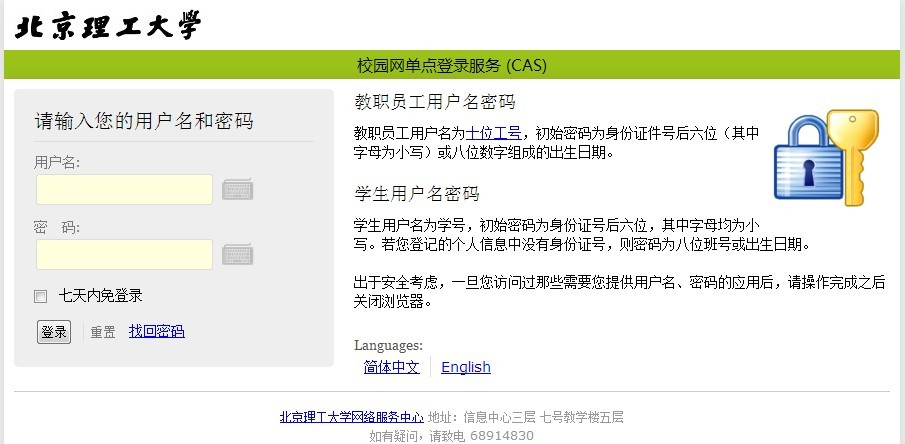 北京理工大學
校园网单点登录服务 (CAS)
请输入您的用户名和密码
用户名:
密 码:
七天内免登录
登录 重置 找回密码
教职员工用户名密码
教职员工用户名为十位工号，初始密码为身份证件号后六位（其中
字母为小写）或八位数字组成的出生日期。
学生用户名密码
学生用户名为学号，初始密码为身份证号后六位，其中字母均为小
写。若您登记的个人信息中没有身份证号，则密码为八位班号或出生日期。
出于安全考虑，一旦您访问过那些需要您提供用户名、密码的应用后，请操作完成之后
关闭浏览器。
Languages:
简体中文 English
北京理工大学网络服务中心 地址：信息中心三层 七号教学楼五层
如有疑问，请致电 68914830